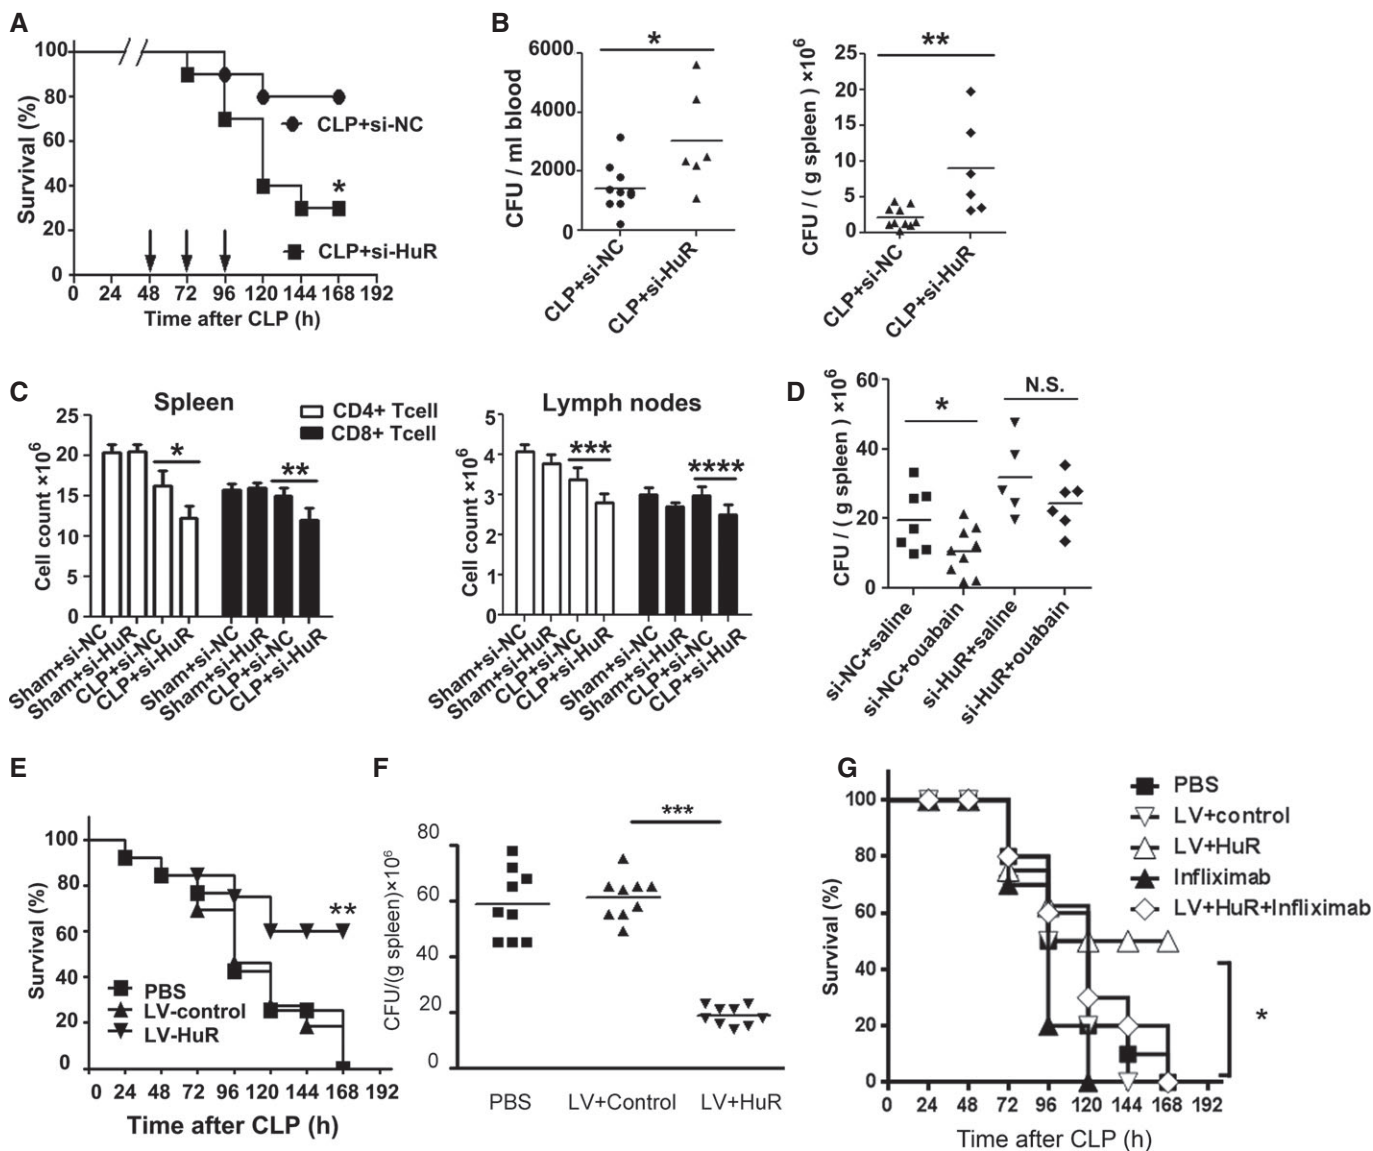 A
100
80
60
40
20
0
Survival (%)
CLP+si-NC
*
CLP+si-HuR
0 24 48 72 96 120 144 168 192
Time after CLP (h)
B
6000
4000
2000
0
CFU / ml blood
*
CLP+si-NC
CLP+si-HuR
25
20
15
10
5
0
CFU / ( g spleen ) ×10⁶
**
CLP+si-NC
CLP+si-HuR
C
Spleen
CD4+ Tcell
CD8+ Tcell
25
20
15
10
5
0
Cell count ×10⁶
*
**
Sham+si-NC
Sham+si-HuR
CLP+si-NC
CLP+si-HuR
Sham+si-NC
Sham+si-HuR
CLP+si-NC
CLP+si-HuR
Lymph nodes
5
4
3
2
1
0
Cell count ×10⁶
***
****
Sham+si-NC
Sham+si-HuR
CLP+si-NC
CLP+si-HuR
Sham+si-NC
Sham+si-HuR
CLP+si-NC
CLP+si-HuR
D
60
40
20
0
CFU / ( g spleen ) ×10⁶
*
N.S.
si-NC+saline
si-NC+ouabain
si-HuR+saline
si-HuR+ouabain
E
100
80
60
40
20
0
Survival (%)
**
PBS
LV-control
LV-HuR
0 24 48 72 96 120 144 168 192
Time after CLP (h)
F
80
60
40
20
0
CFU/(g spleen)×10⁶
***
PBS
LV+Control
LV+HuR
G
100
80
60
40
20
0
Survival (%)
PBS
LV+control
LV+HuR
Infliximab
LV+HuR+Infliximab
*
0 24 48 72 96 120 144 168 192
Time after CLP (h)